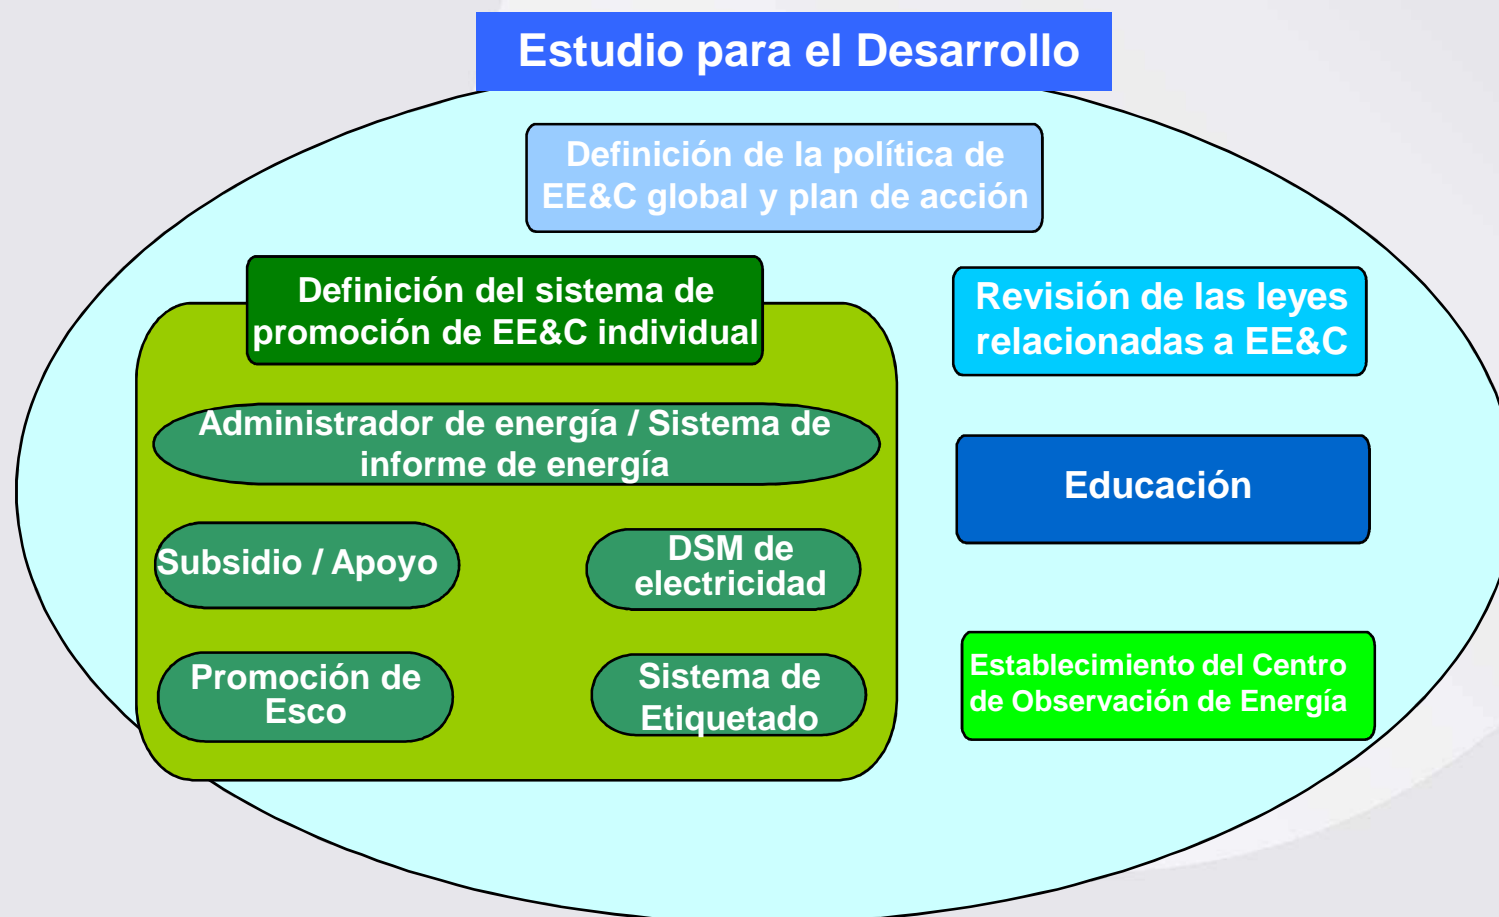 Estudio para el Desarrollo
Definición de la política de
EE&C global y plan de acción
Definición del sistema de
promoción de EE&C individual
Administrador de energía / Sistema de
informe de energía
Subsidio / Apoyo
DSM de
electricidad
Promoción de
Esco
Sistema de
Etiquetado
Revisión de las leyes
relacionadas a EE&C
Educación
Establecimiento del Centro
de Observación de Energía